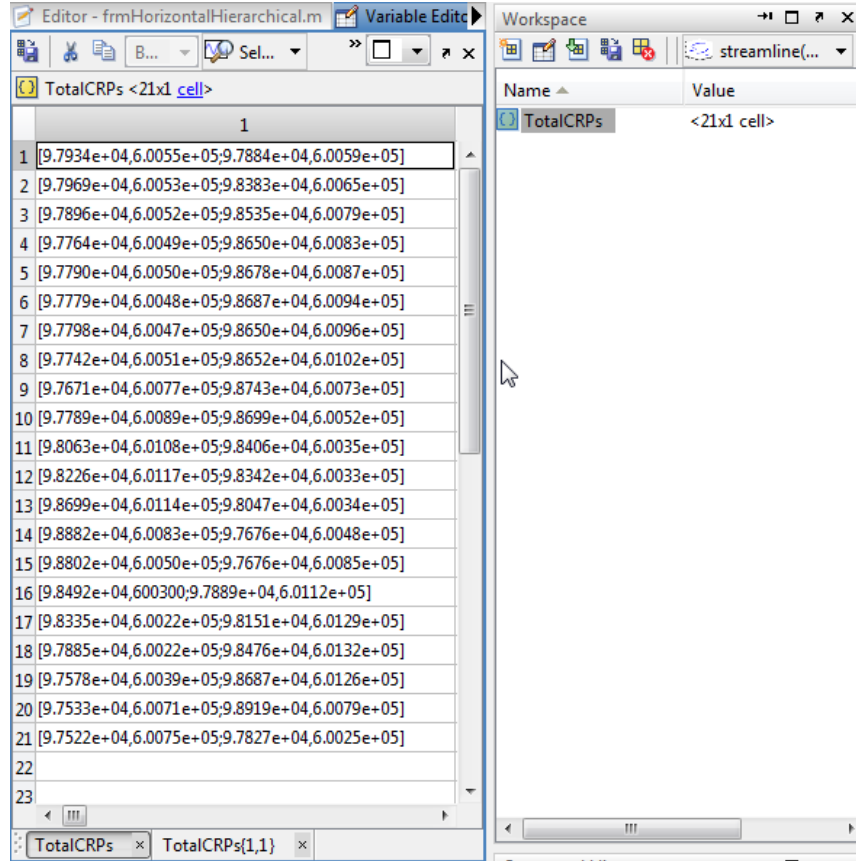 Editor - frmHorizontalHierarchical.m Variable Editc
B... Sel... »
TotalCRPs <21x1 cell>
1
1 [9.7934e+04,6.0055e+05;9.7884e+04,6.0059e+05]
2 [9.7969e+04,6.0053e+05;9.8383e+04,6.0065e+05]
3 [9.7896e+04,6.0052e+05;9.8535e+04,6.0079e+05]
4 [9.7764e+04,6.0049e+05;9.8650e+04,6.0083e+05]
5 [9.7790e+04,6.0050e+05;9.8678e+04,6.0087e+05]
6 [9.7779e+04,6.0048e+05;9.8687e+04,6.0094e+05]
7 [9.7798e+04,6.0047e+05;9.8650e+04,6.0096e+05]
8 [9.7742e+04,6.0051e+05;9.8652e+04,6.0102e+05]
9 [9.7671e+04,6.0077e+05;9.8743e+04,6.0073e+05]
10 [9.7789e+04,6.0089e+05;9.8699e+04,6.0052e+05]
11 [9.8063e+04,6.0108e+05;9.8406e+04,6.0035e+05]
12 [9.8226e+04,6.0117e+05;9.8342e+04,6.0033e+05]
13 [9.8699e+04,6.0114e+05;9.8047e+04,6.0034e+05]
14 [9.8882e+04,6.0083e+05;9.7676e+04,6.0048e+05]
15 [9.8802e+04,6.0050e+05;9.7676e+04,6.0085e+05]
16 [9.8492e+04,600300;9.7889e+04,6.0112e+05]
17 [9.8335e+04,6.0022e+05;9.8151e+04,6.0129e+05]
18 [9.7885e+04,6.0022e+05;9.8476e+04,6.0132e+05]
19 [9.7578e+04,6.0039e+05;9.8687e+04,6.0126e+05]
20 [9.7533e+04,6.0071e+05;9.8919e+04,6.0079e+05]
21 [9.7522e+04,6.0075e+05;9.7827e+04,6.0025e+05]
22
23
TotalCRPs × TotalCRPs{1,1} ×
Workspace
streamline(...
Name Value
TotalCRPs <21x1 cell>